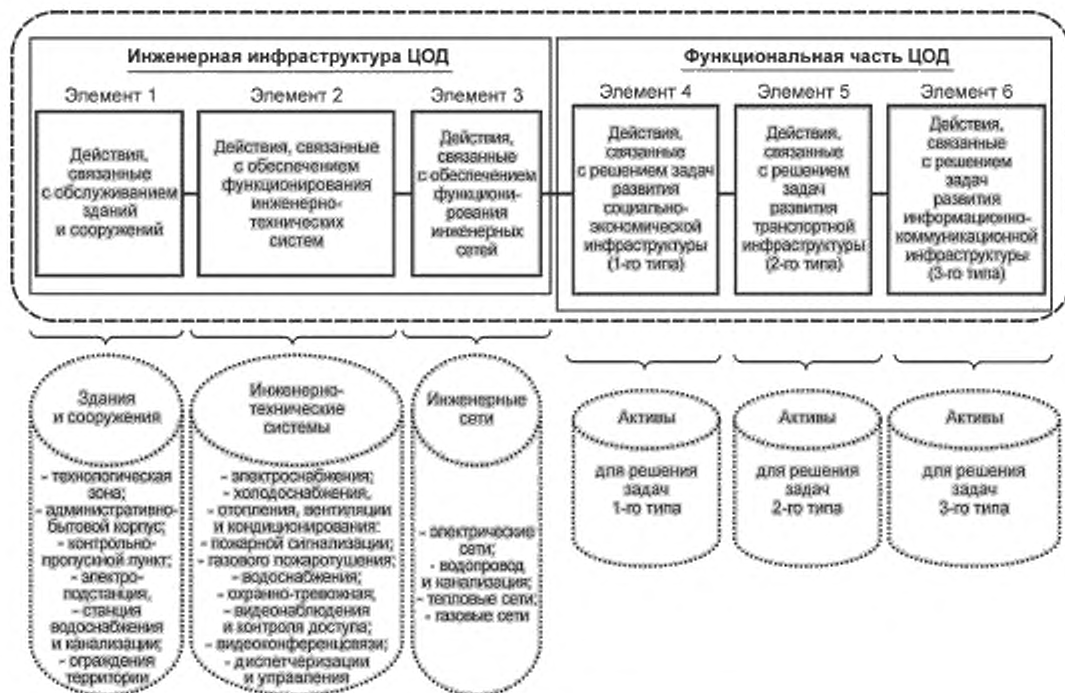 Инженерная инфраструктура ЦОД
Функциональная часть ЦОД
Элемент 1
Элемент 2
Элемент 3
Элемент 4
Элемент 5
Элемент 6
Действия,
связанные
с обслуживанием
зданий
и сооружений
Действия, связанные
с обеспечением
функционирования
инженерно-
технических
систем
Действия,
связанные
с обеспечением
функциони-
рования
инженерных
сетей
Действия,
связанные
с решением задач
развития
социально-
экономической
инфраструктуры
(1-го типа)
Действия,
связанные
с решением
задач
развития
транспортной
инфраструктуры
(2-го типа)
Действия,
связанные
с решением
задач
развития
информационно-
коммуникационной
инфраструктуры
(3-го типа)
Здания
и сооружения
- технологическая
зона;
- административно-
бытовой корпус;
- контрольно-
пропускной пункт;
- электро-
подстанция,
- станция
водоснабжения
и канализации;
- ограждения
территории
Инженерно-
технические
системы
- электроснабжения;
- холодоснабжения,
- отопления, вентиляции
и кондиционирования:
- пожарной сигнализации;
- газового пожаротушения;
- водоснабжения;
- охранно-тревожная;
- видеонаблюдения
и контроля доступа;
- видеоконференцсвязи;
- диспетчеризации
и управления
Инженерные
сети
- электрические
сети;
- водопровод
и канализация;
- тепловые сети;
- газовые сети
Активы
для решения
задач
1-го типа
Активы
для решения
задач
2-го типа
Активы
для решения
задач
3-го типа